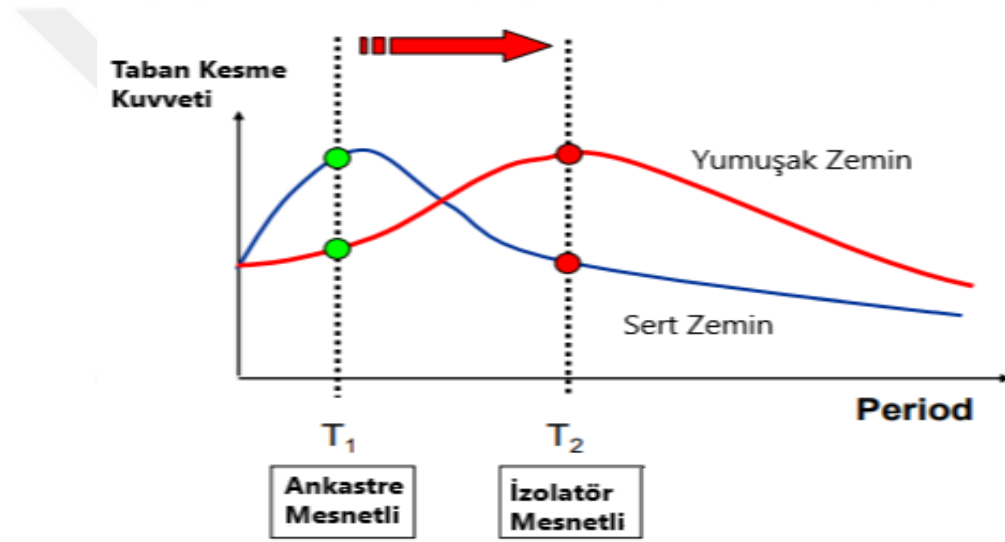 Taban Kesme
Kuvveti
Yumuşak Zemin
Sert Zemin
Period
T₁
T₂
Ankastre
Mesnetli
İzolatör
Mesnetli